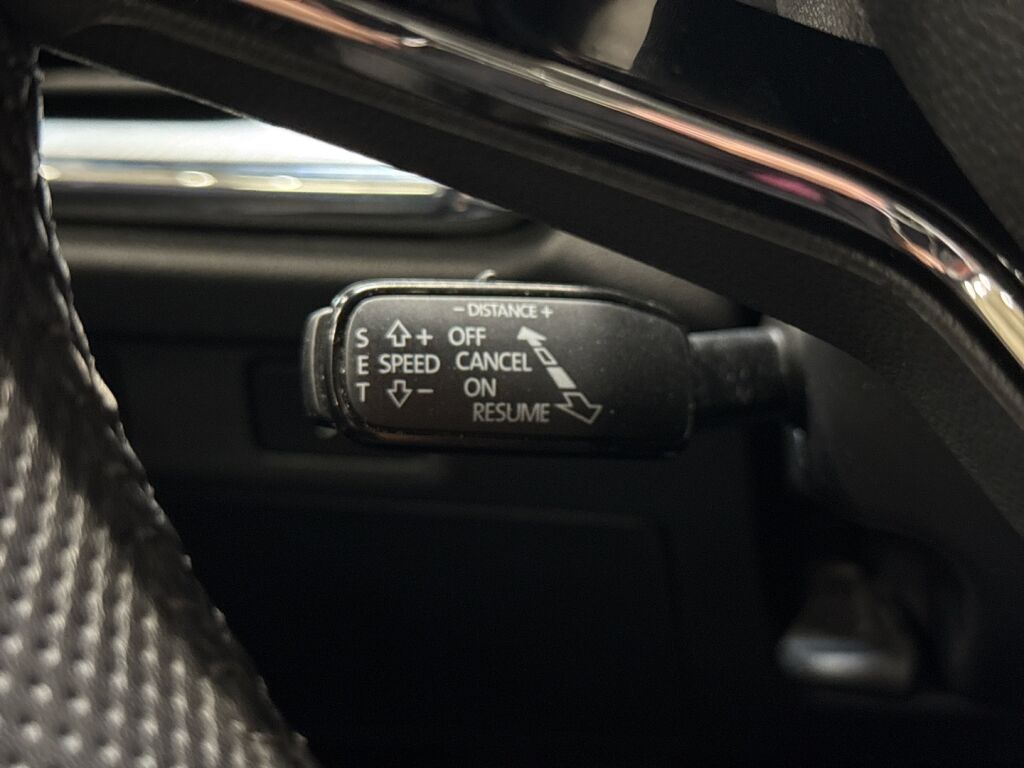 – DISTANCE +
S + OFF
E SPEED CANCEL
T – ON
RESUME